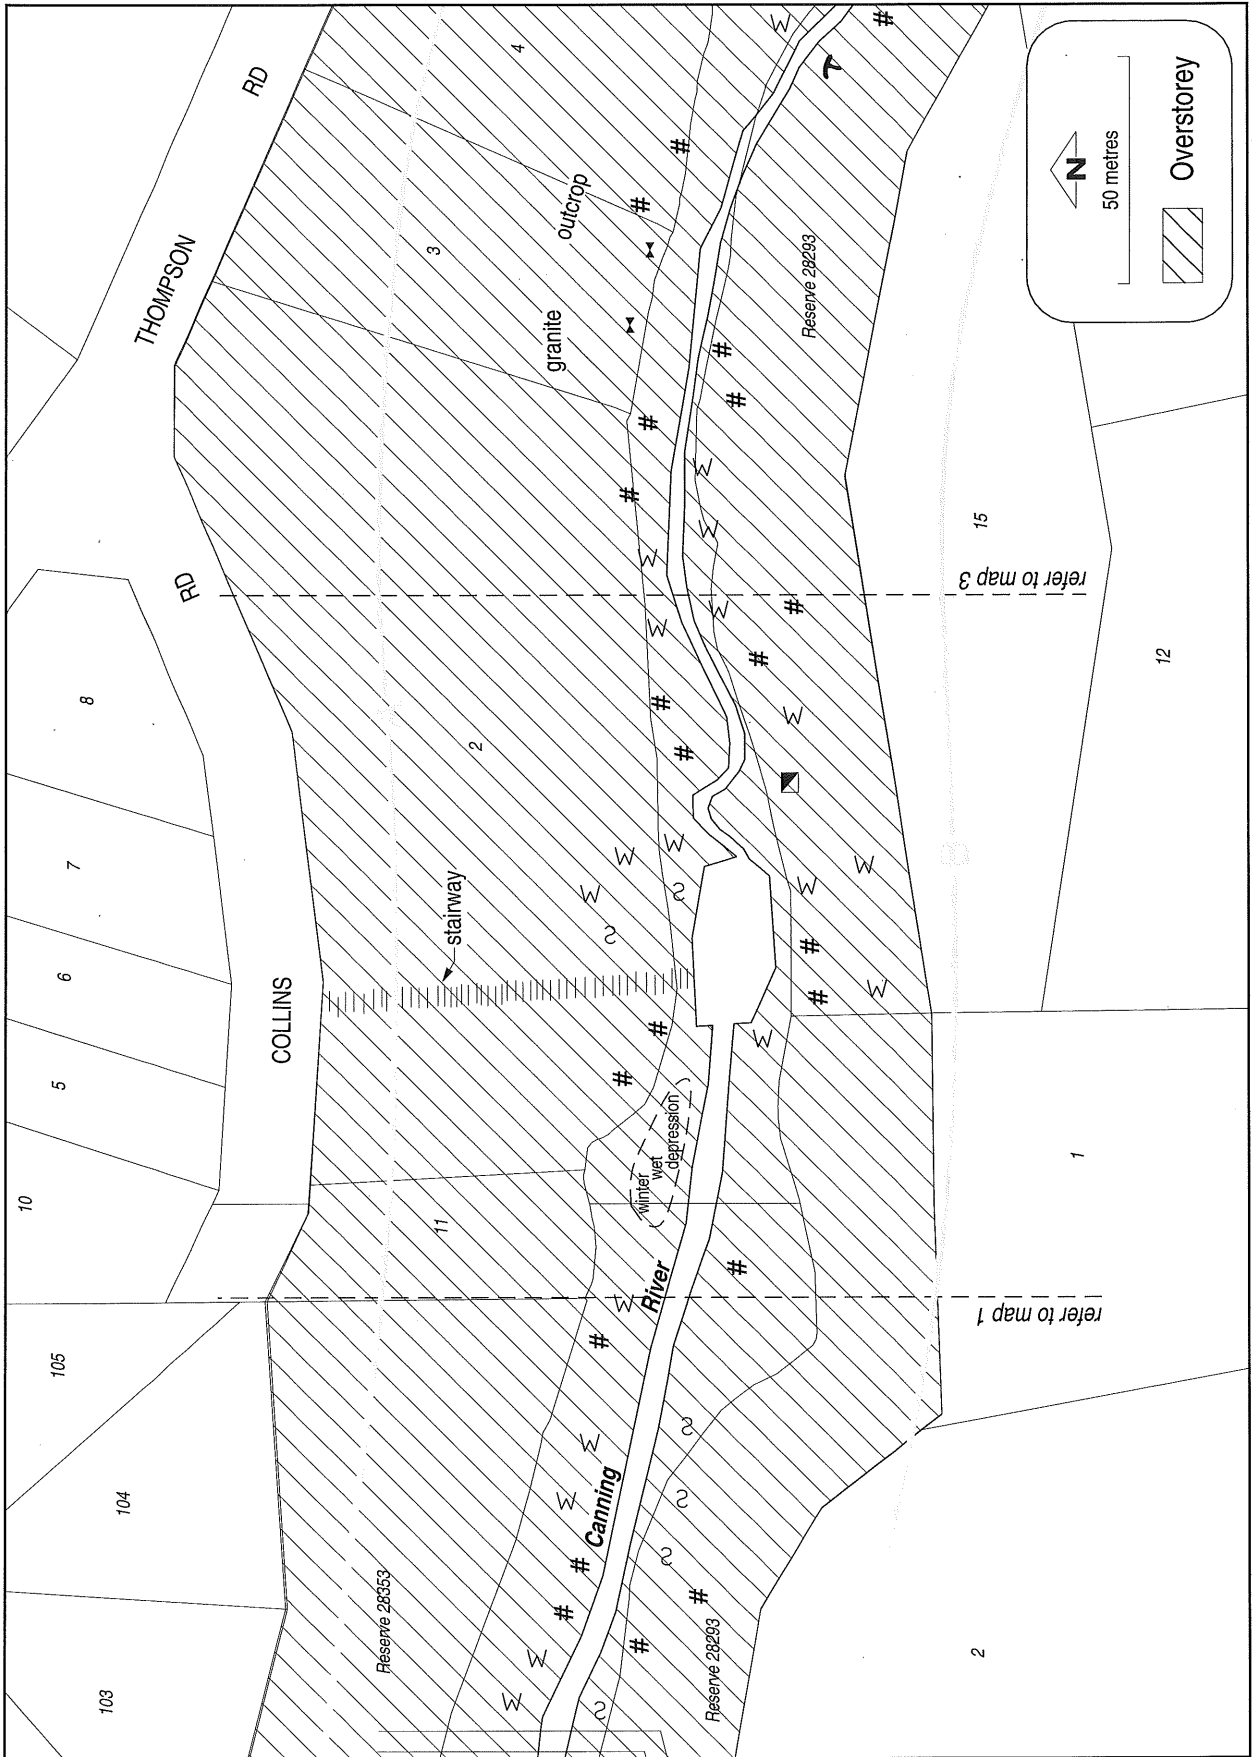 103
104
105
10
5
6
7
8
COLLINS
RD
THOMPSON
RD
Reserve 28353
11
stairway
2
3
4
granite
outcrop
winter
wet
depression
Canning
River
W
W
#
#
W
W
#
W
#
#
S
W
S
W
W
#
#
W
W
#
#
#
#
W
S
#
S
#
S
S
#
W
#
#
W
W
W
W
#
#
W
W
W
#
#
#
Reserve 28293
Reserve 28293
2
1
12
15
refer to map 1
refer to map 3
N
50 metres
Overstorey